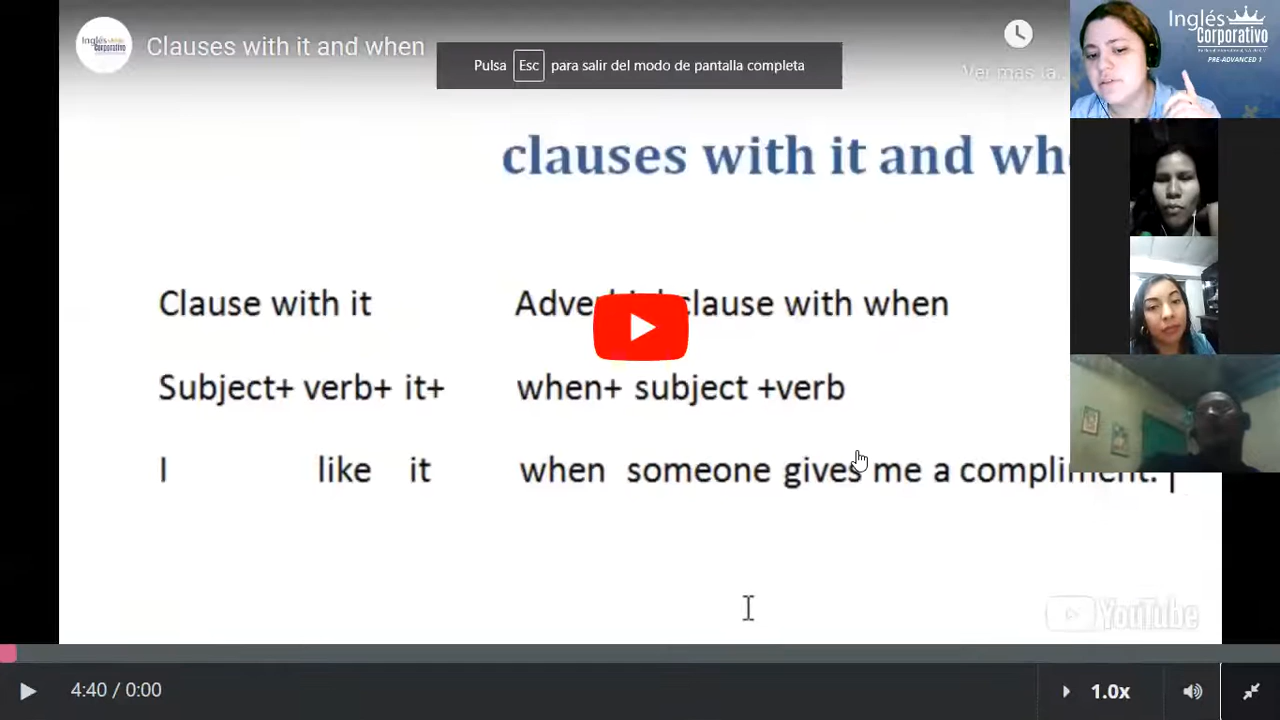 Clauses with it and when
Pulsa Esc para salir del modo de pantalla completa
Inglés
Corporativo
PRE-ADVANCED 1
clauses with it and
Clause with it clause with when
Subject+ verb+ it+ when+ subject +verb
I like it when someone gives me a compliment.
YouTube
4:40 / 0:00
1.0x